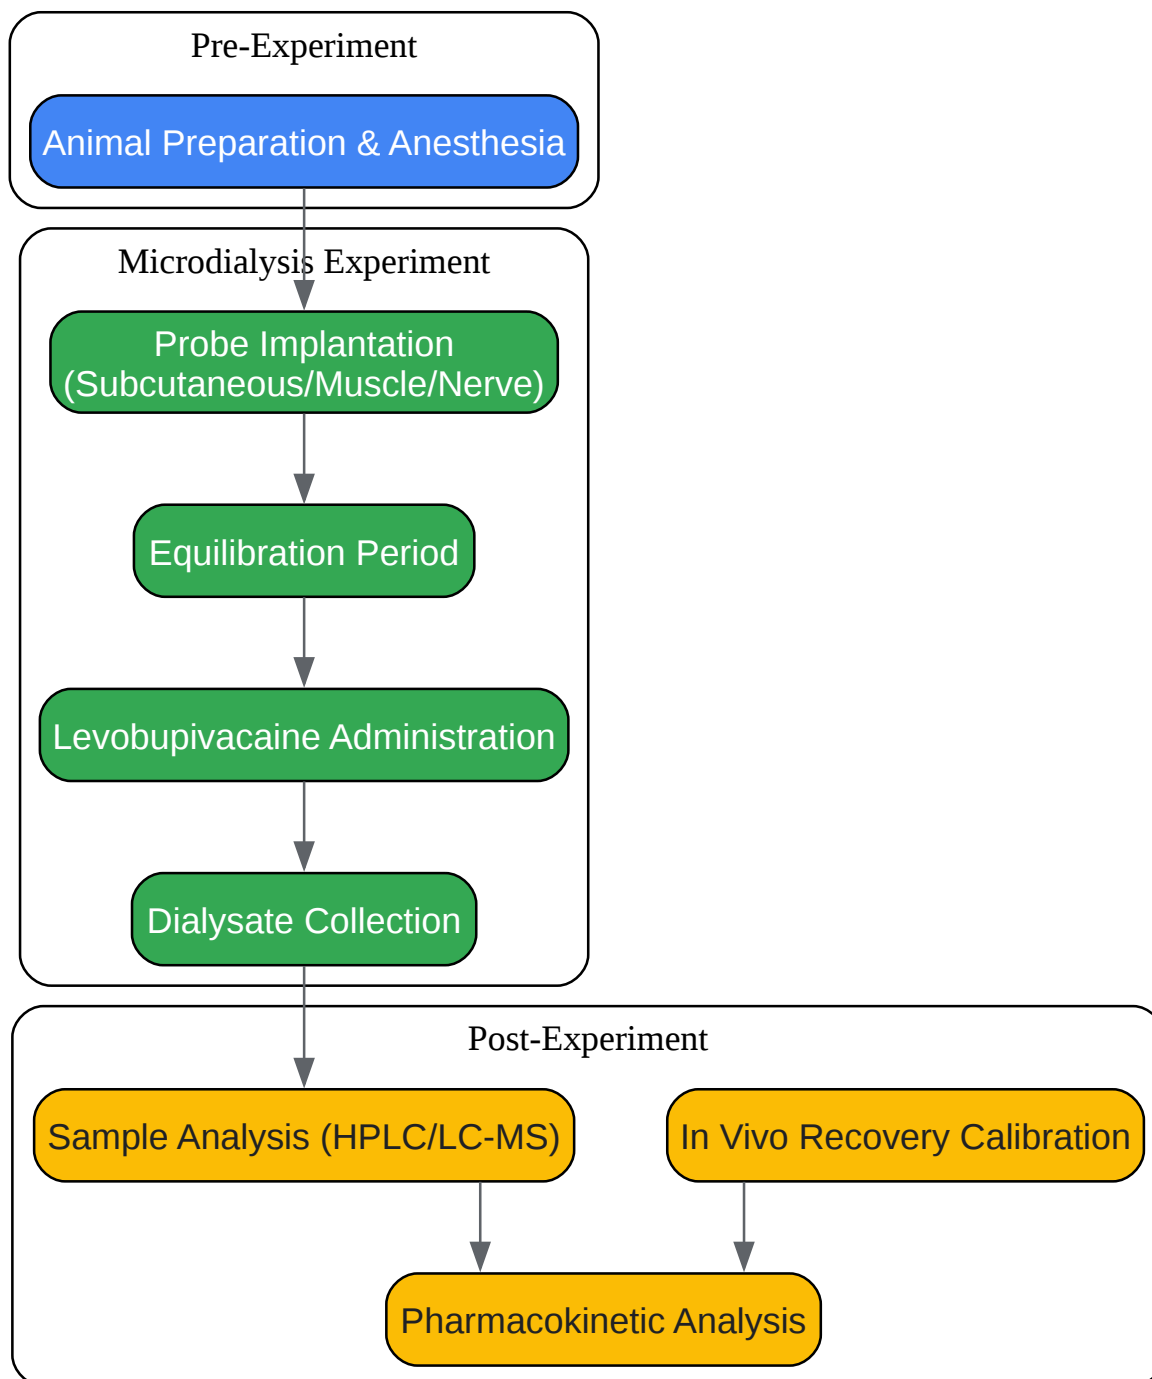 Pre-Experiment
Animal Preparation & Anesthesia
Microdialysis Experiment
Probe Implantation
(Subcutaneous/Muscle/Nerve)
Equilibration Period
Levobupivacaine Administration
Dialysate Collection
Post-Experiment
Sample Analysis (HPLC/LC-MS)
In Vivo Recovery Calibration
Pharmacokinetic Analysis